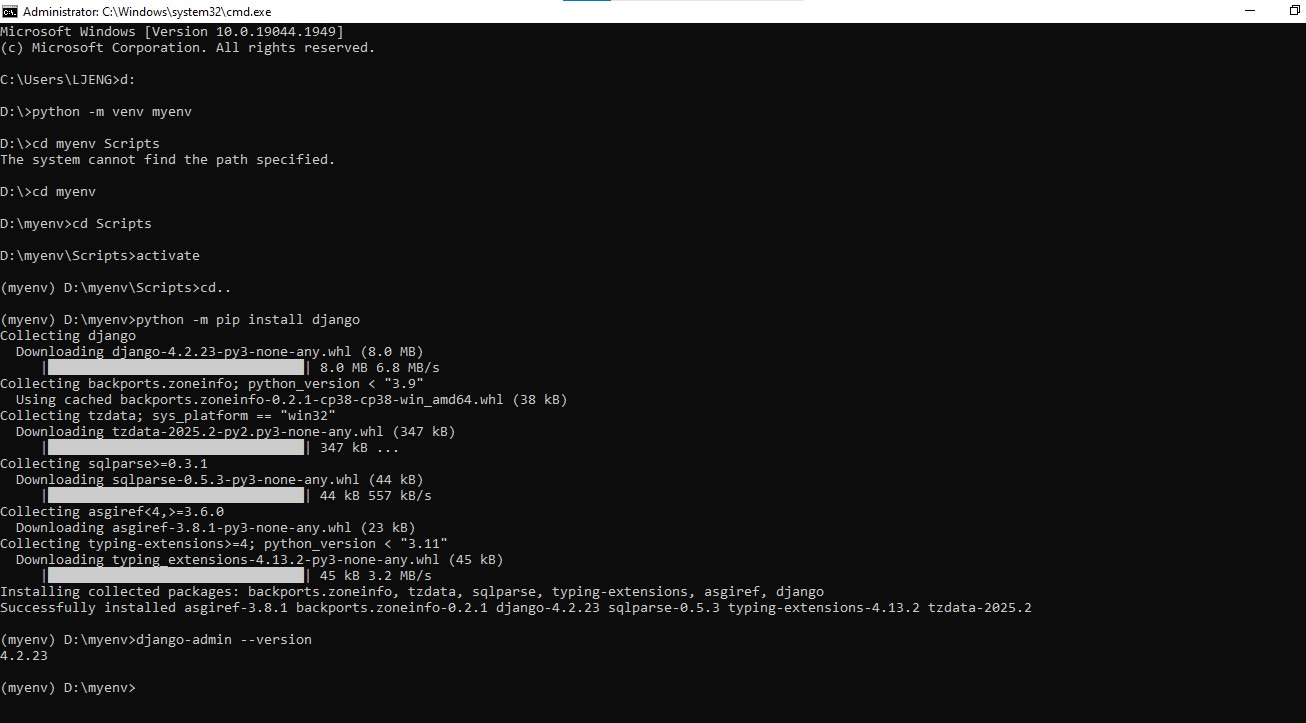 Administrator: C:\Windows\system32\cmd.exe
Microsoft Windows [Version 10.0.19044.1949]
(c) Microsoft Corporation. All rights reserved.
C:\Users\LJENG>d:
D:\>python -m venv myenv
D:\>cd myenv Scripts
The system cannot find the path specified.
D:\>cd myenv
D:\myenv>cd Scripts
D:\myenv\Scripts>activate
(myenv) D:\myenv\Scripts>cd..
(myenv) D:\myenv>python -m pip install django
Collecting django
  Downloading django-4.2.23-py3-none-any.whl (8.0 MB)
     |████████████████████████████████| 8.0 MB 6.8 MB/s
Collecting backports.zoneinfo; python_version < "3.9"
  Using cached backports.zoneinfo-0.2.1-cp38-cp38-win_amd64.whl (38 kB)
Collecting tzdata; sys_platform == "win32"
  Downloading tzdata-2025.2-py2.py3-none-any.whl (347 kB)
     |████████████████████████████████| 347 kB ...
Collecting sqlparse>=0.3.1
  Downloading sqlparse-0.5.3-py3-none-any.whl (44 kB)
     |████████████████████████████████| 44 kB 557 kB/s
Collecting asgiref<4,>=3.6.0
  Downloading asgiref-3.8.1-py3-none-any.whl (23 kB)
Collecting typing-extensions>=4; python_version < "3.11"
  Downloading typing_extensions-4.13.2-py3-none-any.whl (45 kB)
     |████████████████████████████████| 45 kB 3.2 MB/s
Installing collected packages: backports.zoneinfo, tzdata, sqlparse, typing-extensions, asgiref, django
Successfully installed asgiref-3.8.1 backports.zoneinfo-0.2.1 django-4.2.23 sqlparse-0.5.3 typing-extensions-4.13.2 tzdata-2025.2
(myenv) D:\myenv>django-admin --version
4.2.23
(myenv) D:\myenv>